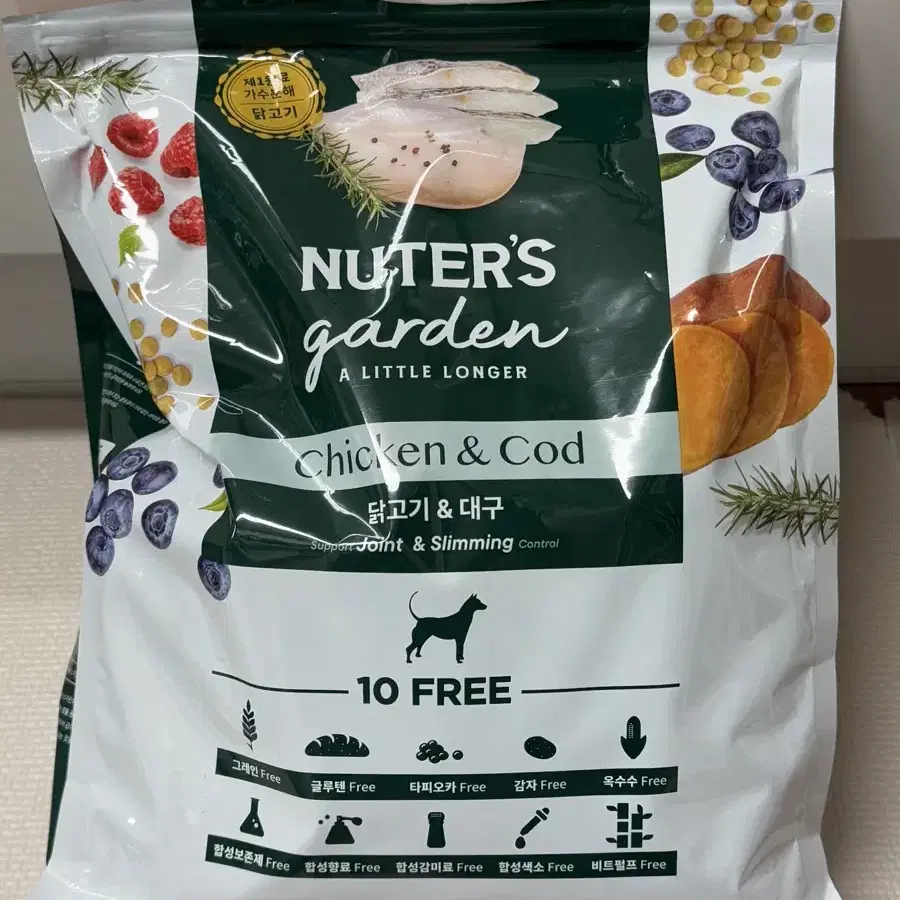 제1원료
가수분해
닭고기
NUTER'S
garden
A LITTLE LONGER
Chicken & Cod
닭고기 & 대구
Support Joint & Slimming Control
10 FREE
그레인 Free 글루텐 Free 타피오카 Free 감자 Free 옥수수 Free
합성보존제 Free 합성향료 Free 합성감미료 Free 합성색소 Free 비트펄프 Free